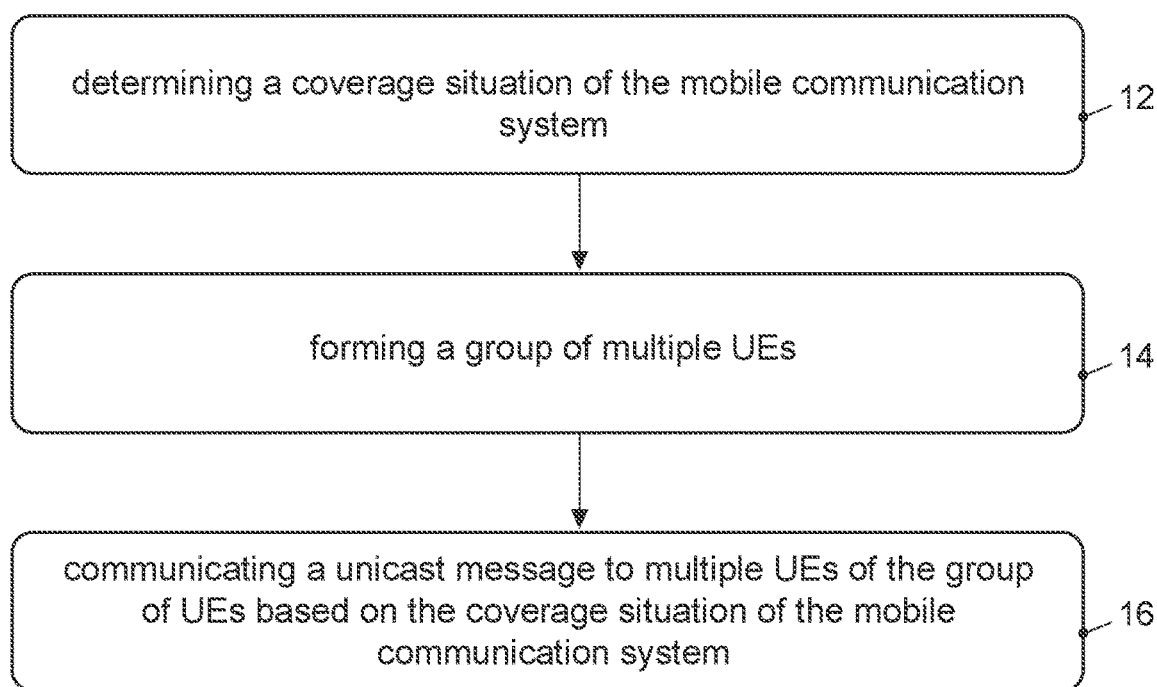 determining a coverage situation of the mobile communication
system
12
forming a group of multiple UEs
14
communicating a unicast message to multiple UEs of the group
of UEs based on the coverage situation of the mobile
communication system
16